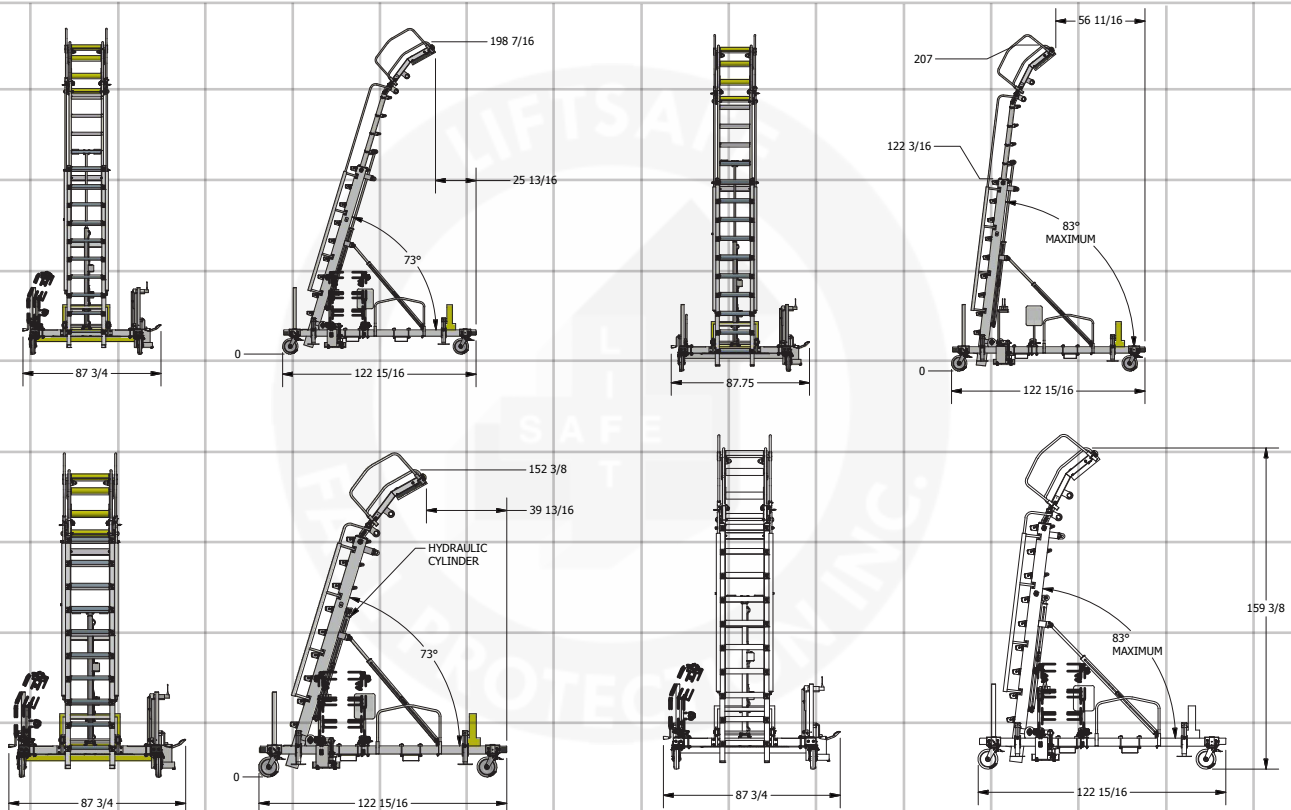 198 7/16
25 13/16
73°
0
87 3/4
122 15/16
56 11/16
207
122 3/16
83°
MAXIMUM
0
87.75
122 15/16
152 3/8
39 13/16
HYDRAULIC
CYLINDER
73°
0
87 3/4
122 15/16
159 3/8
83°
MAXIMUM
87 3/4
122 15/16
LIFTSAFE
LIFT
SAFE
PROTECTION INC.